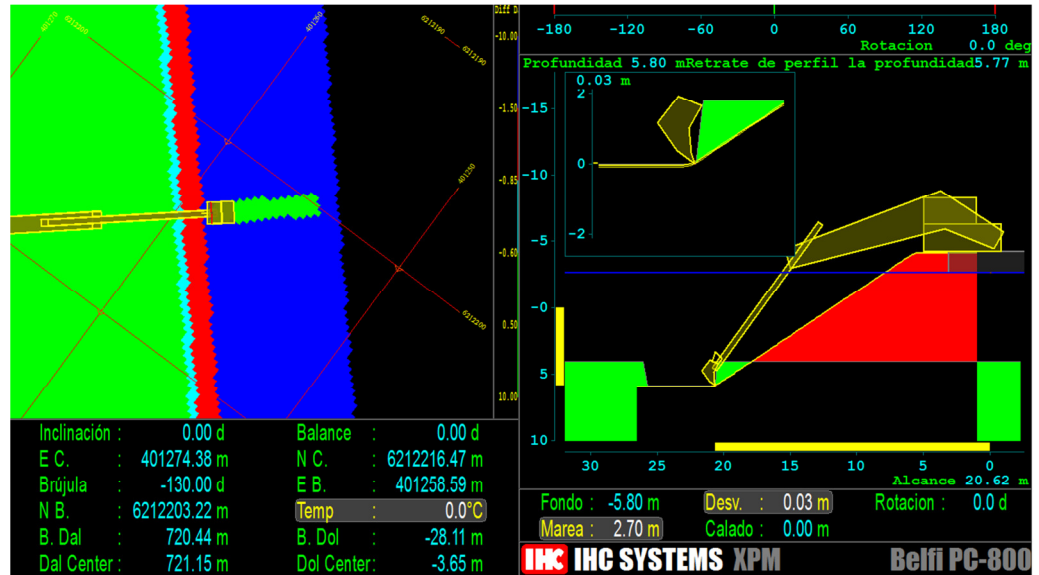 401270
6212200
401260
6212190
6212190
401250
6212200
Diff D
-10.00
-1.50
-0.85
-0.60
0.50
10.00
-180 -120 -60 0 60 120 180
Rotacion 0.0 deg
Profundidad 5.80 mRetrate de perfil la profundidad5.77 m
0.03 m
2
0
-2
-15
-10
-5
-0
5
10
30 25 20 15 10 5 0
Alcance 20.62 m
Inclinación : 0.00 d Balance : 0.00 d
E C. : 401274.38 m N C. : 6212216.47 m
Brújula : -130.00 d E B. : 401258.59 m
N B. : 6212203.22 m Temp : 0.0°C
B. Dal : 720.44 m B. Dol : -28.11 m
Dal Center : 721.15 m Dol Center : -3.65 m
Fondo : -5.80 m Desv. : 0.03 m Rotacion : 0.0 d
Marea : 2.70 m Calado : 0.00 m
IHC IHC SYSTEMS XPM Belfi PC-800